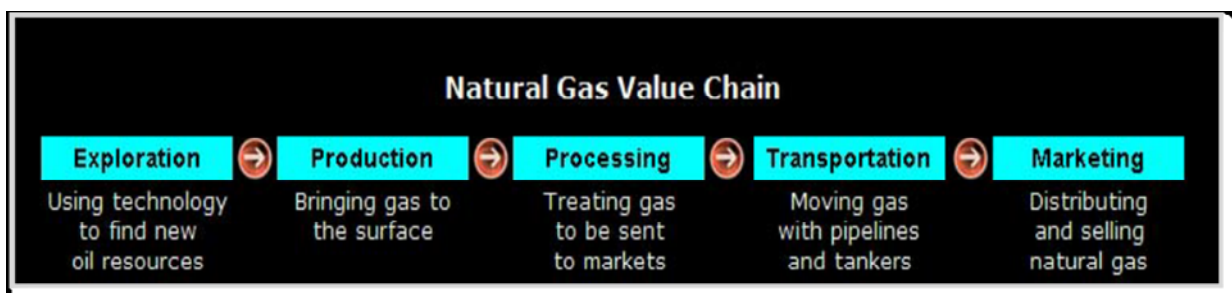 Natural Gas Value Chain
Exploration
Using technology
to find new
oil resources
Production
Bringing gas to
the surface
Processing
Treating gas
to be sent
to markets
Transportation
Moving gas
with pipelines
and tankers
Marketing
Distributing
and selling
natural gas